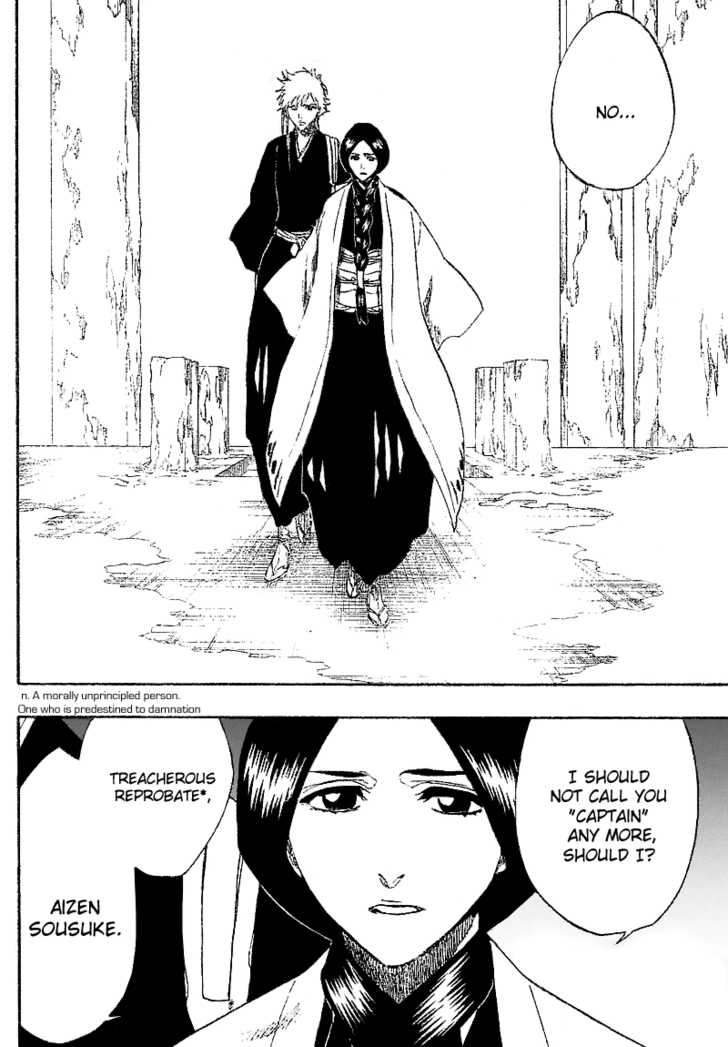 NO...
n. A morally unprincipled person.
One who is predestined to damnation
I SHOULD
NOT CALL YOU
"CAPTAIN"
ANY MORE,
SHOULD I?
TREACHEROUS
REPROBATE*,
AIZEN
SOUSUKE.